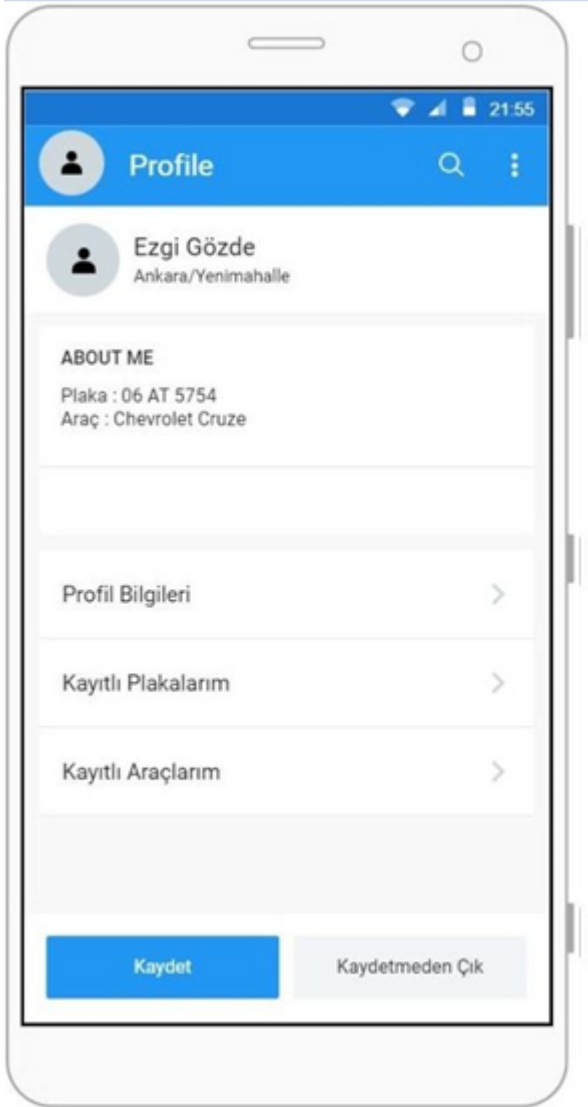 21:55
Profile
Ezgi Gözde
Ankara/Yenimahalle
ABOUT ME
Plaka : 06 AT 5754
Araç : Chevrolet Cruze
Profil Bilgileri
Kayıtlı Plakalarım
Kayıtlı Araçlarım
Kaydet Kaydetmeden Çık